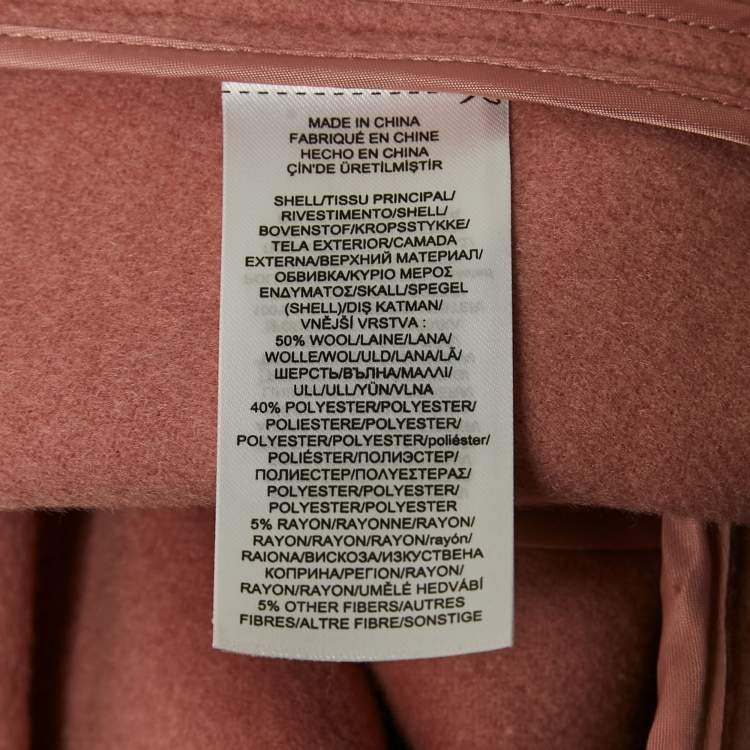 MADE IN CHINA
FABRIQUÉ EN CHINE
HECHO EN CHINA
ÇİN'DE ÜRETİLMİŞTİR
SHELL/TISSU PRINCIPAL/
RIVESTIMENTO/SHELL/
BOVENSTOF/KROPSSTYKKE/
TELA EXTERIOR/CAMADA
EXTERNA/ВЕРХНИЙ МАТЕРИАЛ/
ОБВИВКА/ΚΥΡΙΟ ΜΕΡΟΣ
ΕΝΔΥΜΑΤΟΣ/SKALL/SPEGEL
(SHELL)/DIŞ KATMAN/
VNĚJŠÍ VRSTVA :
50% WOOL/LAINE/LANA/
WOLLE/WOL/ULD/LANA/LÃ/
ШЕРСТЬ/ВЪЛНА/ΜΑΛΛΙ/
ULL/ULL/YÜN/VLNA
40% POLYESTER/POLYESTER/
POLIESTERE/POLYESTER/
POLYESTER/POLYESTER/poliéster/
POLIÉSTER/ПОЛИЭСТЕР/
ПОЛИЕСТЕР/ΠΟΛΥΕΣΤΕΡΑΣ/
POLYESTER/POLYESTER/
POLYESTER/POLYESTER
5% RAYON/RAYONNE/RAYON/
RAYON/RAYON/RAYON/rayón/
RAIONA/ВИСКОЗА/ИЗКУСТВЕНА
КОПРИНА/ΡΕΓΙΟΝ/RAYON/
RAYON/RAYON/UMĚLÉ HEDVÁBÍ
5% OTHER FIBERS/AUTRES
FIBRES/ALTRE FIBRE/SONSTIGE